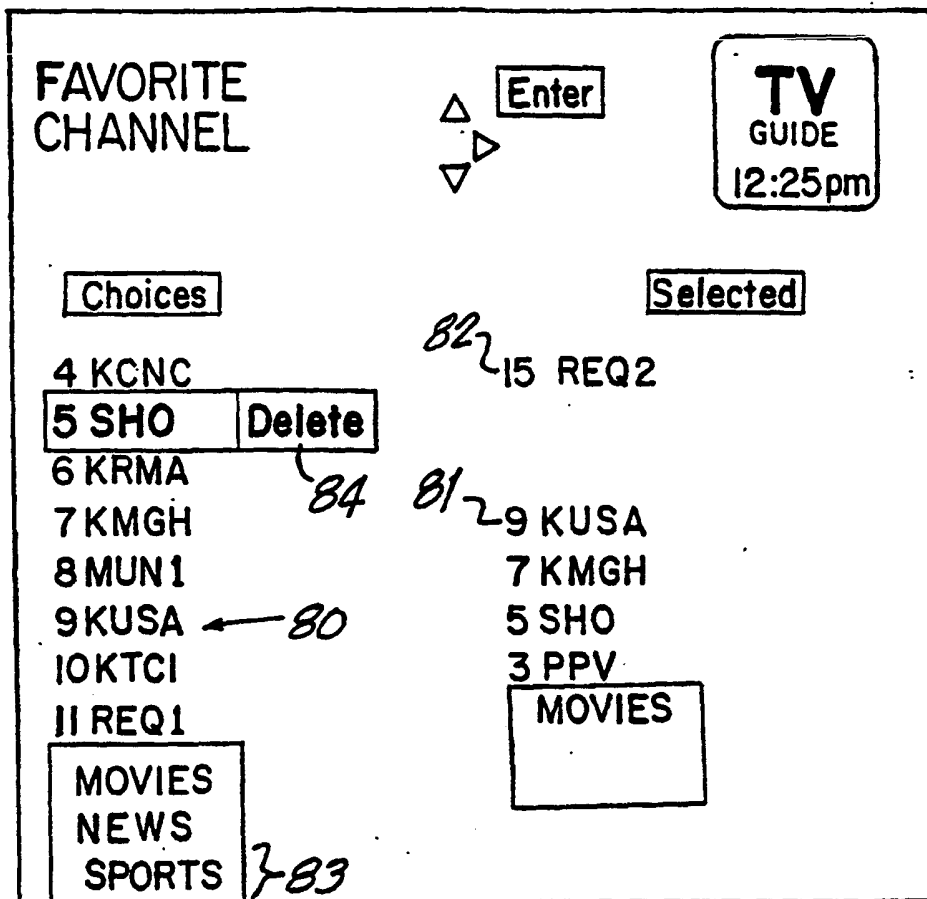 FAVORITE
CHANNEL
Enter
TV
GUIDE
12:25pm
Choices
Selected
4 KCNC
5 SHO Delete
6 KRMA
7 KMGH
8 MUN1
9 KUSA
10 KTCI
11 REQ1
MOVIES
NEWS
SPORTS
84
80
83
82
15 REQ2
81
9 KUSA
7 KMGH
5 SHO
3 PPV
MOVIES